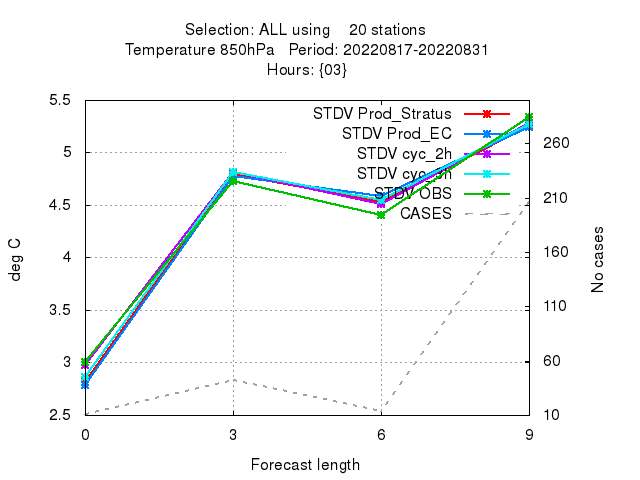 Selection: ALL using 20 stations
Temperature 850hPa Period: 20220817-20220831
Hours: {03}
STDV Prod_Stratus
STDV Prod_EC
STDV cyc_2h
STDV cyc_3h
STDV OBS
CASES
5.5
5
4.5
4
3.5
3
2.5
260
210
160
110
60
10
deg C
No cases
0 3 6 9
Forecast length